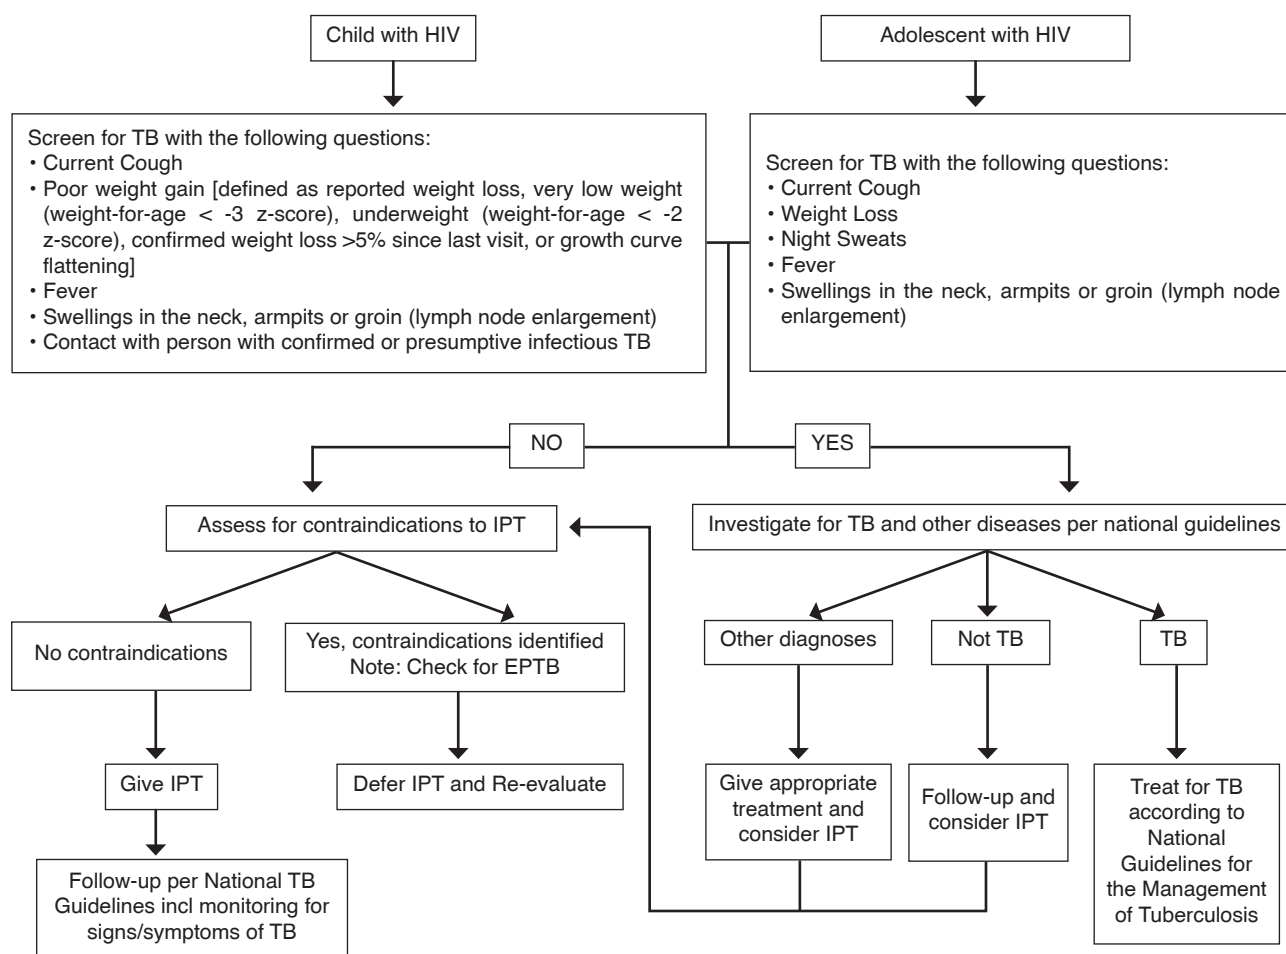 Child with HIV
Adolescent with HIV
Screen for TB with the following questions:
• Current Cough
• Poor weight gain [defined as reported weight loss, very low weight
(weight-for-age < -3 z-score), underweight (weight-for-age < -2
z-score), confirmed weight loss >5% since last visit, or growth curve
flattening]
• Fever
• Swellings in the neck, armpits or groin (lymph node enlargement)
• Contact with person with confirmed or presumptive infectious TB
Screen for TB with the following questions:
• Current Cough
• Weight Loss
• Night Sweats
• Fever
• Swellings in the neck, armpits or groin (lymph node
enlargement)
NO
YES
Assess for contraindications to IPT
Investigate for TB and other diseases per national guidelines
No contraindications
Yes, contraindications identified
Note: Check for EPTB
Other diagnoses
Not TB
TB
Give IPT
Defer IPT and Re-evaluate
Give appropriate
treatment and
consider IPT
Follow-up and
consider IPT
Treat for TB
according to
National
Guidelines for
the Management
of Tuberculosis
Follow-up per National TB
Guidelines incl monitoring for
signs/symptoms of TB